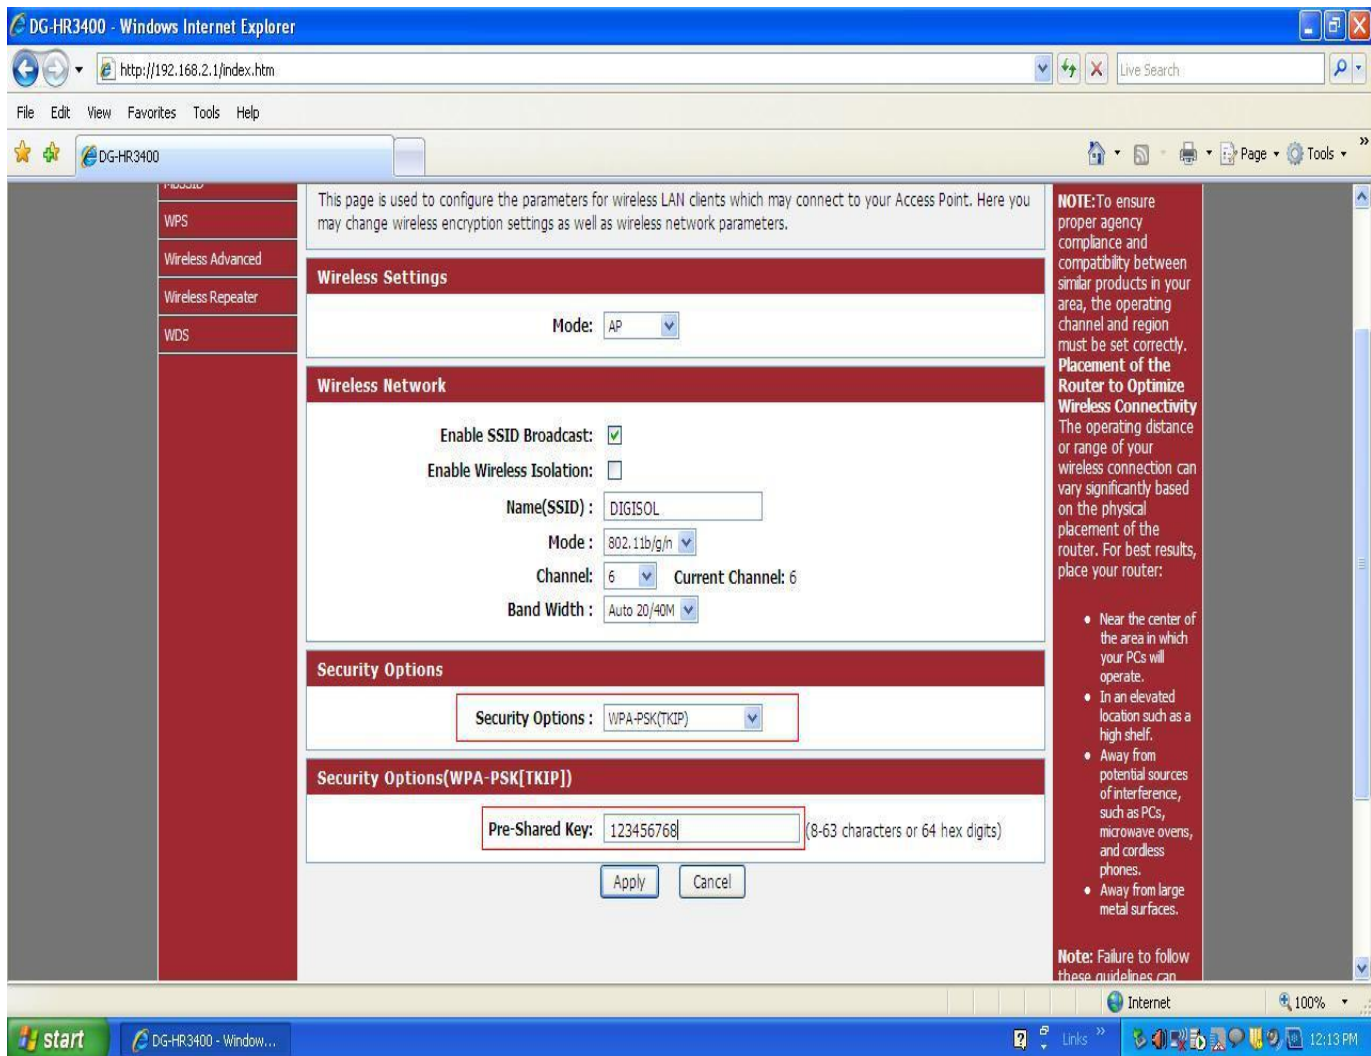 DG-HR3400 - Windows Internet Explorer
http://192.168.2.1/index.htm
Live Search
File Edit View Favorites Tools Help
DG-HR3400
Page Tools
WPS
Wireless Advanced
Wireless Repeater
WDS
This page is used to configure the parameters for wireless LAN clients which may connect to your Access Point. Here you
may change wireless encryption settings as well as wireless network parameters.
Wireless Settings
Mode: AP
Wireless Network
Enable SSID Broadcast:
Enable Wireless Isolation:
Name(SSID) : DIGISOL
Mode : 802.11b/g/n
Channel: 6 Current Channel: 6
Band Width : Auto 20/40M
Security Options
Security Options : WPA-PSK(TKIP)
Security Options(WPA-PSK[TKIP])
Pre-Shared Key: 123456768 (8-63 characters or 64 hex digits)
Apply Cancel
NOTE:To ensure
proper agency
compliance and
compatibility between
similar products in your
area, the operating
channel and region
must be set correctly.
Placement of the
Router to Optimize
Wireless Connectivity
The operating distance
or range of your
wireless connection can
vary significantly based
on the physical
placement of the
router. For best results,
place your router:
Near the center of
the area in which
your PCs will
operate.
In an elevated
location such as a
high shelf.
Away from
potential sources
of interference,
such as PCs,
microwave ovens,
and cordless
phones.
Away from large
metal surfaces.
Note: Failure to follow
these guidelines can
Internet 100%
start DG-HR3400 - Window... Links 12:13 PM